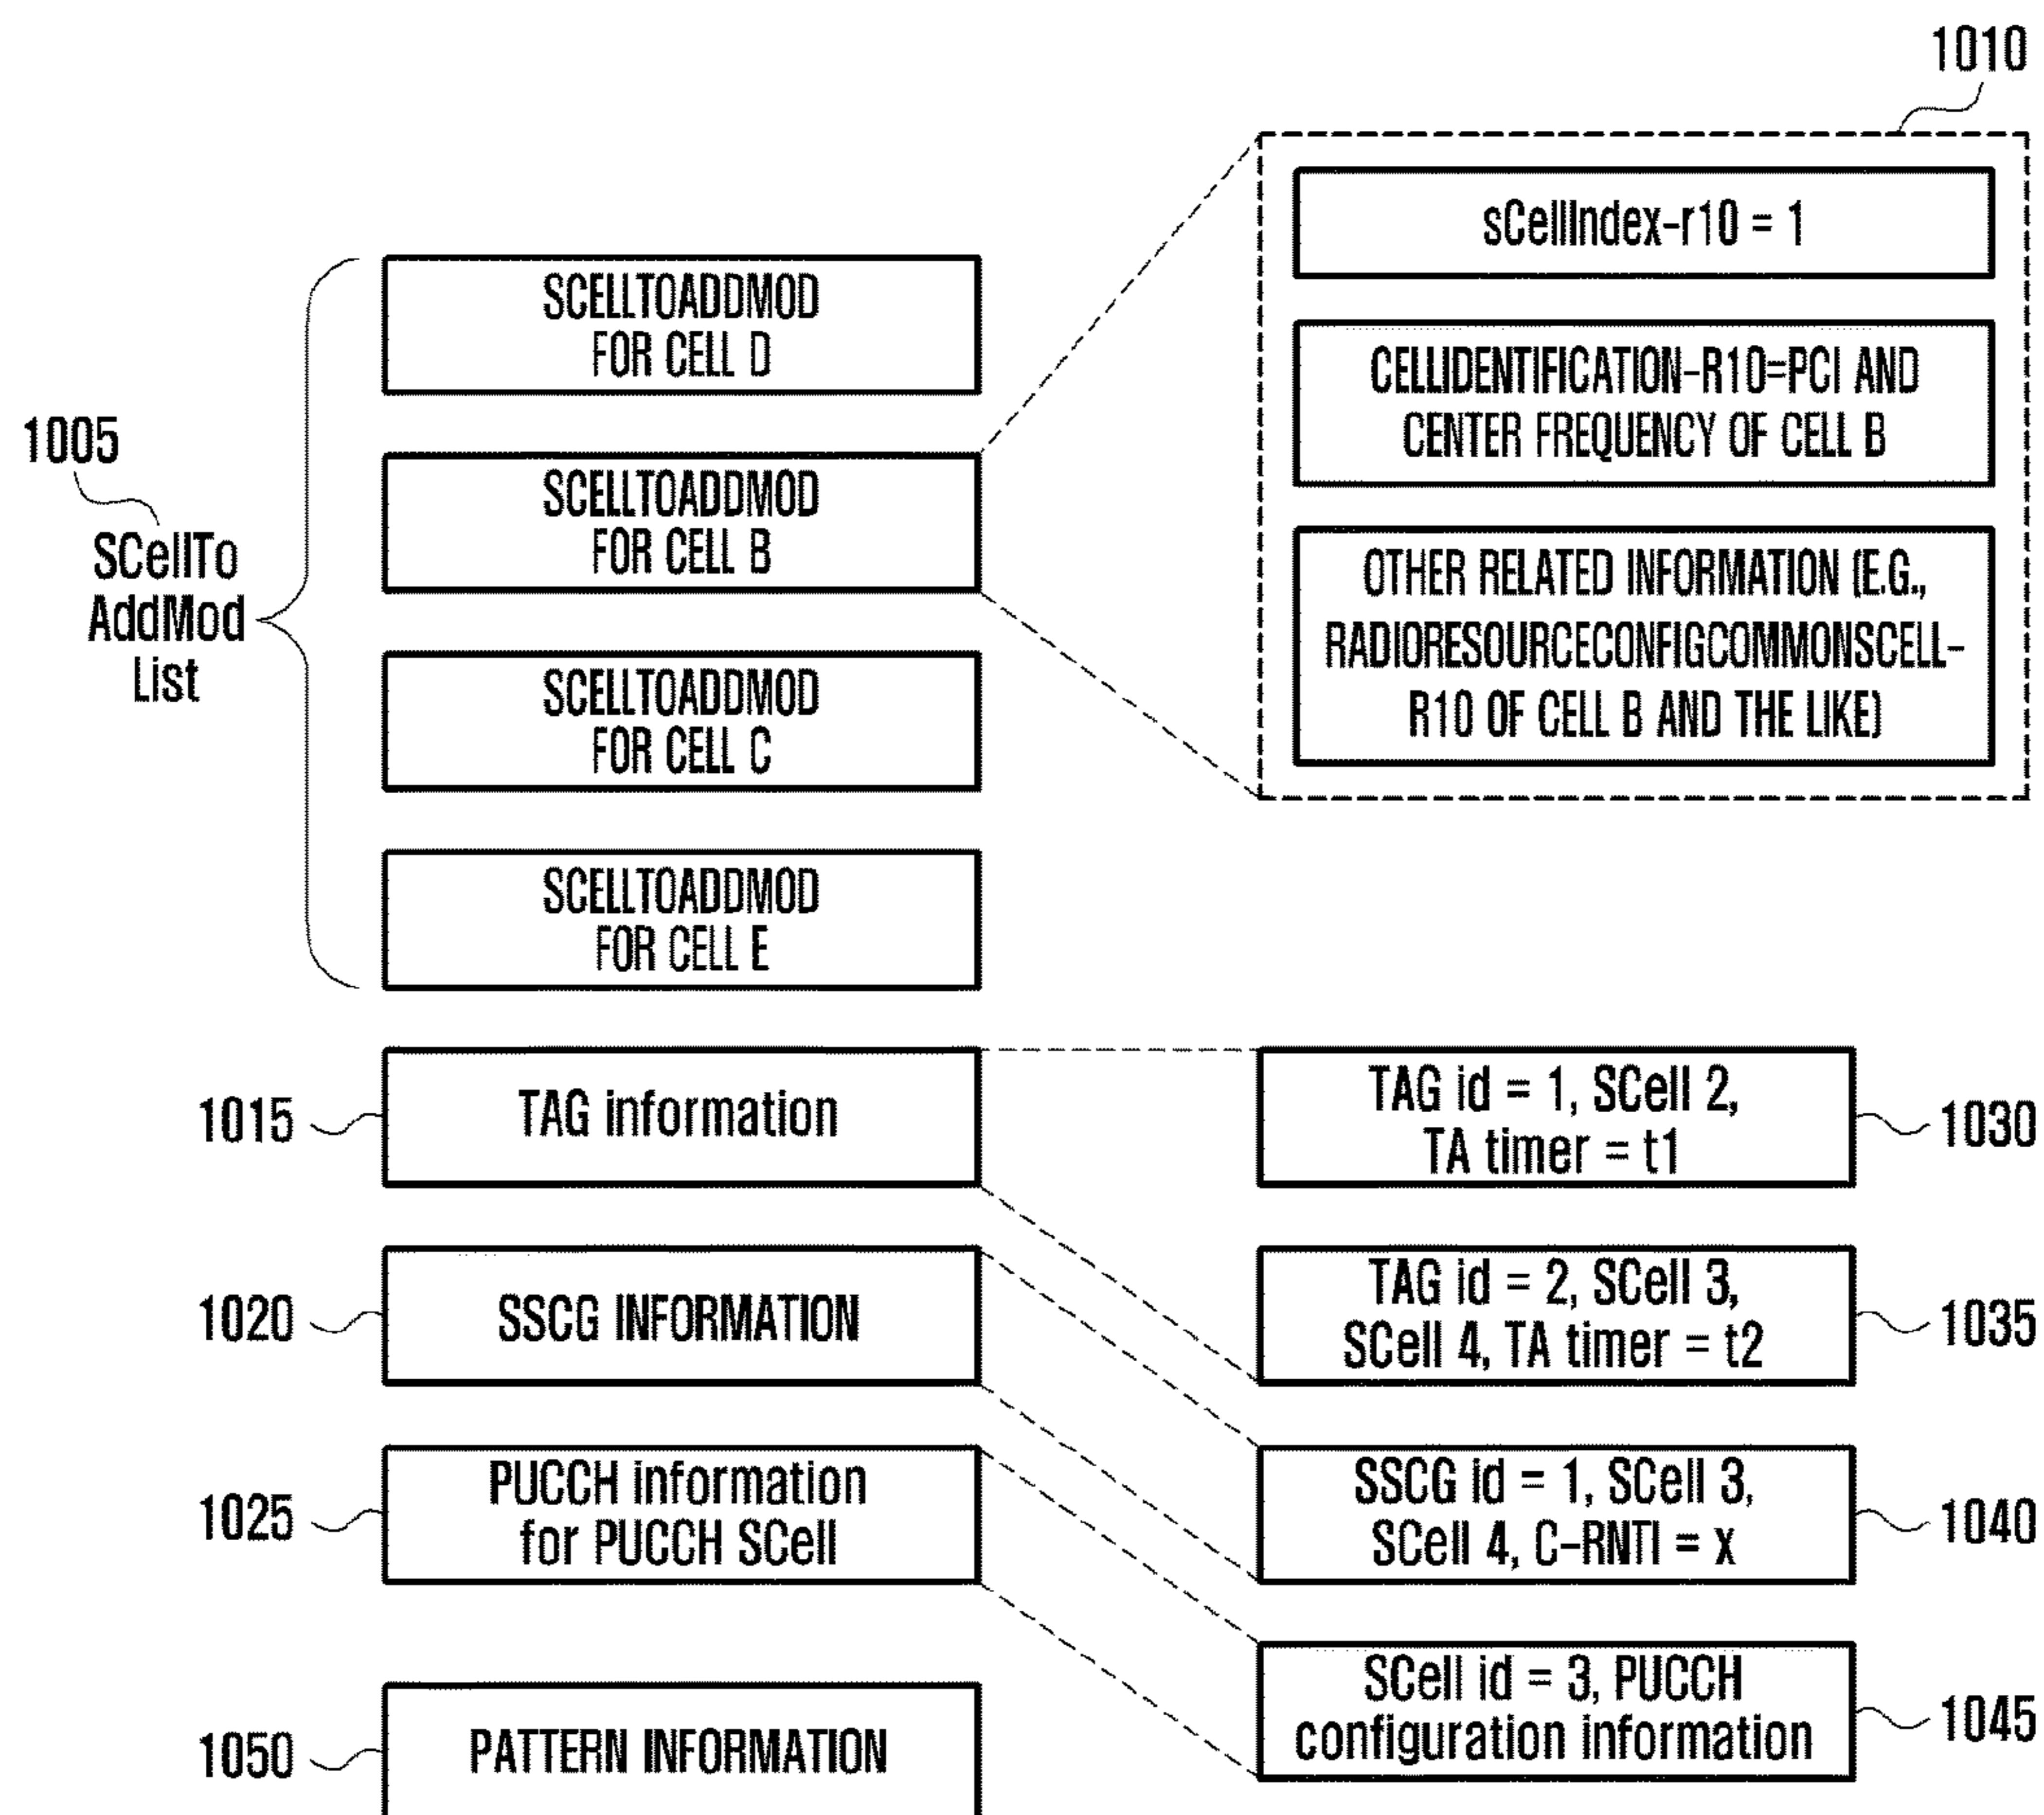 1010
sCellIndex-r10 = 1
CELLIDENTIFICATION-R10=PCI AND
CENTER FREQUENCY OF CELL B
OTHER RELATED INFORMATION (E.G.,
RADIORESOURCECONFIGCOMMONSCELL-
R10 OF CELL B AND THE LIKE)
1005
SCellTo
AddMod
List
SCELLTOADDMOD
FOR CELL D
SCELLTOADDMOD
FOR CELL B
SCELLTOADDMOD
FOR CELL C
SCELLTOADDMOD
FOR CELL E
1015
TAG information
TAG id = 1, SCell 2,
TA timer = t1
1030
1020
SSCG INFORMATION
TAG id = 2, SCell 3,
SCell 4, TA timer = t2
1035
1025
PUCCH information
for PUCCH SCell
SSCG id = 1, SCell 3,
SCell 4, C-RNTI = x
1040
1050
PATTERN INFORMATION
SCell id = 3, PUCCH
configuration information
1045